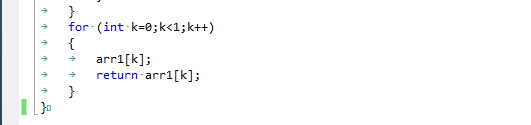 }
for (int k=0;k<1;k++)
{
arr1[k];
return arr1[k];
}
}